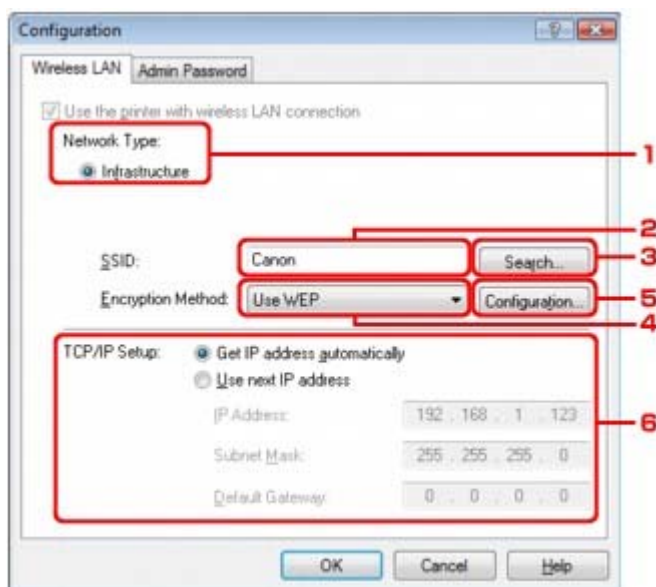 Configuration
Wireless LAN Admin Password
Use the printer with wireless LAN connection
Network Type:
Infrastructure
1
2
SSID: Canon Search... 3
Encryption Method: Use WEP Configuration... 5
4
TCP/IP Setup: Get IP address automatically
Use next IP address
IP Address: 192 . 168 . 1 . 123
6
Subnet Mask: 255 . 255 . 255 . 0
Default Gateway: 0 . 0 . 0 . 0
OK Cancel Help